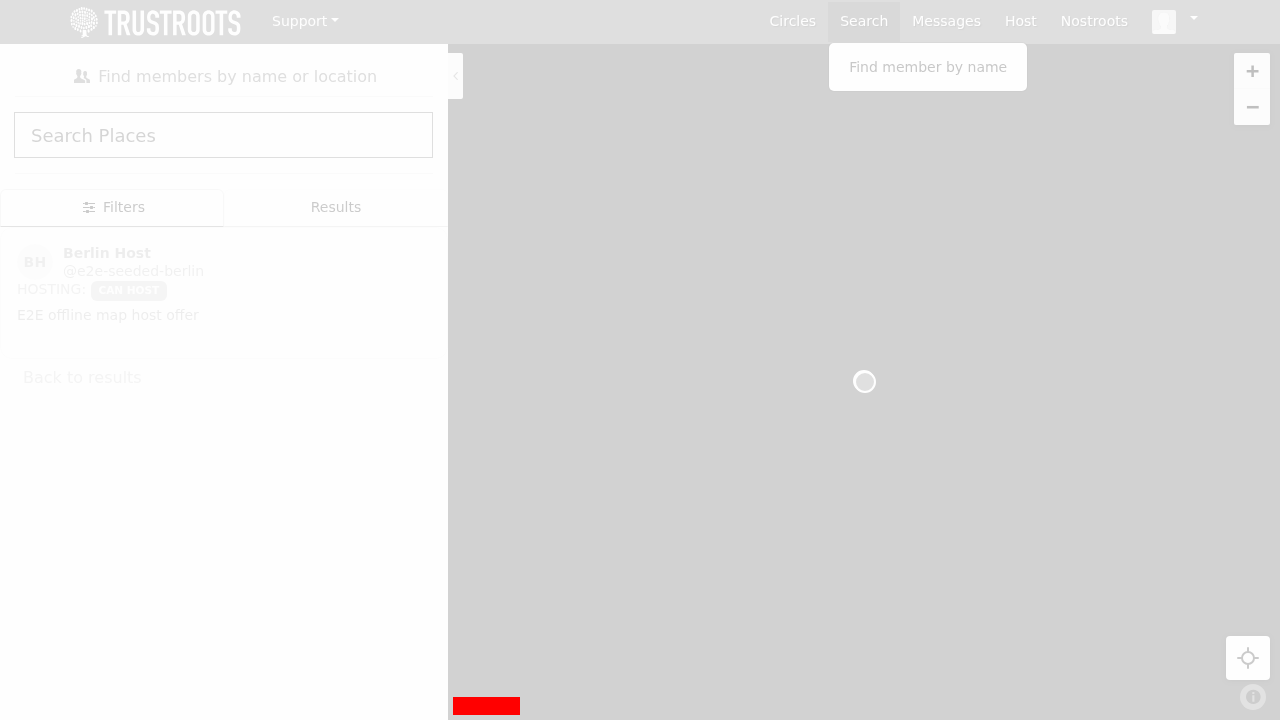 TRUSTROOTS
Support
Circles
Search
Messages
Host
Nostroots
Find member by name
Find members by name or location
Search Places
Filters
Results
BH
Berlin Host
@e2e-seeded-berlin
HOSTING: CAN HOST
E2E offline map host offer
Back to results